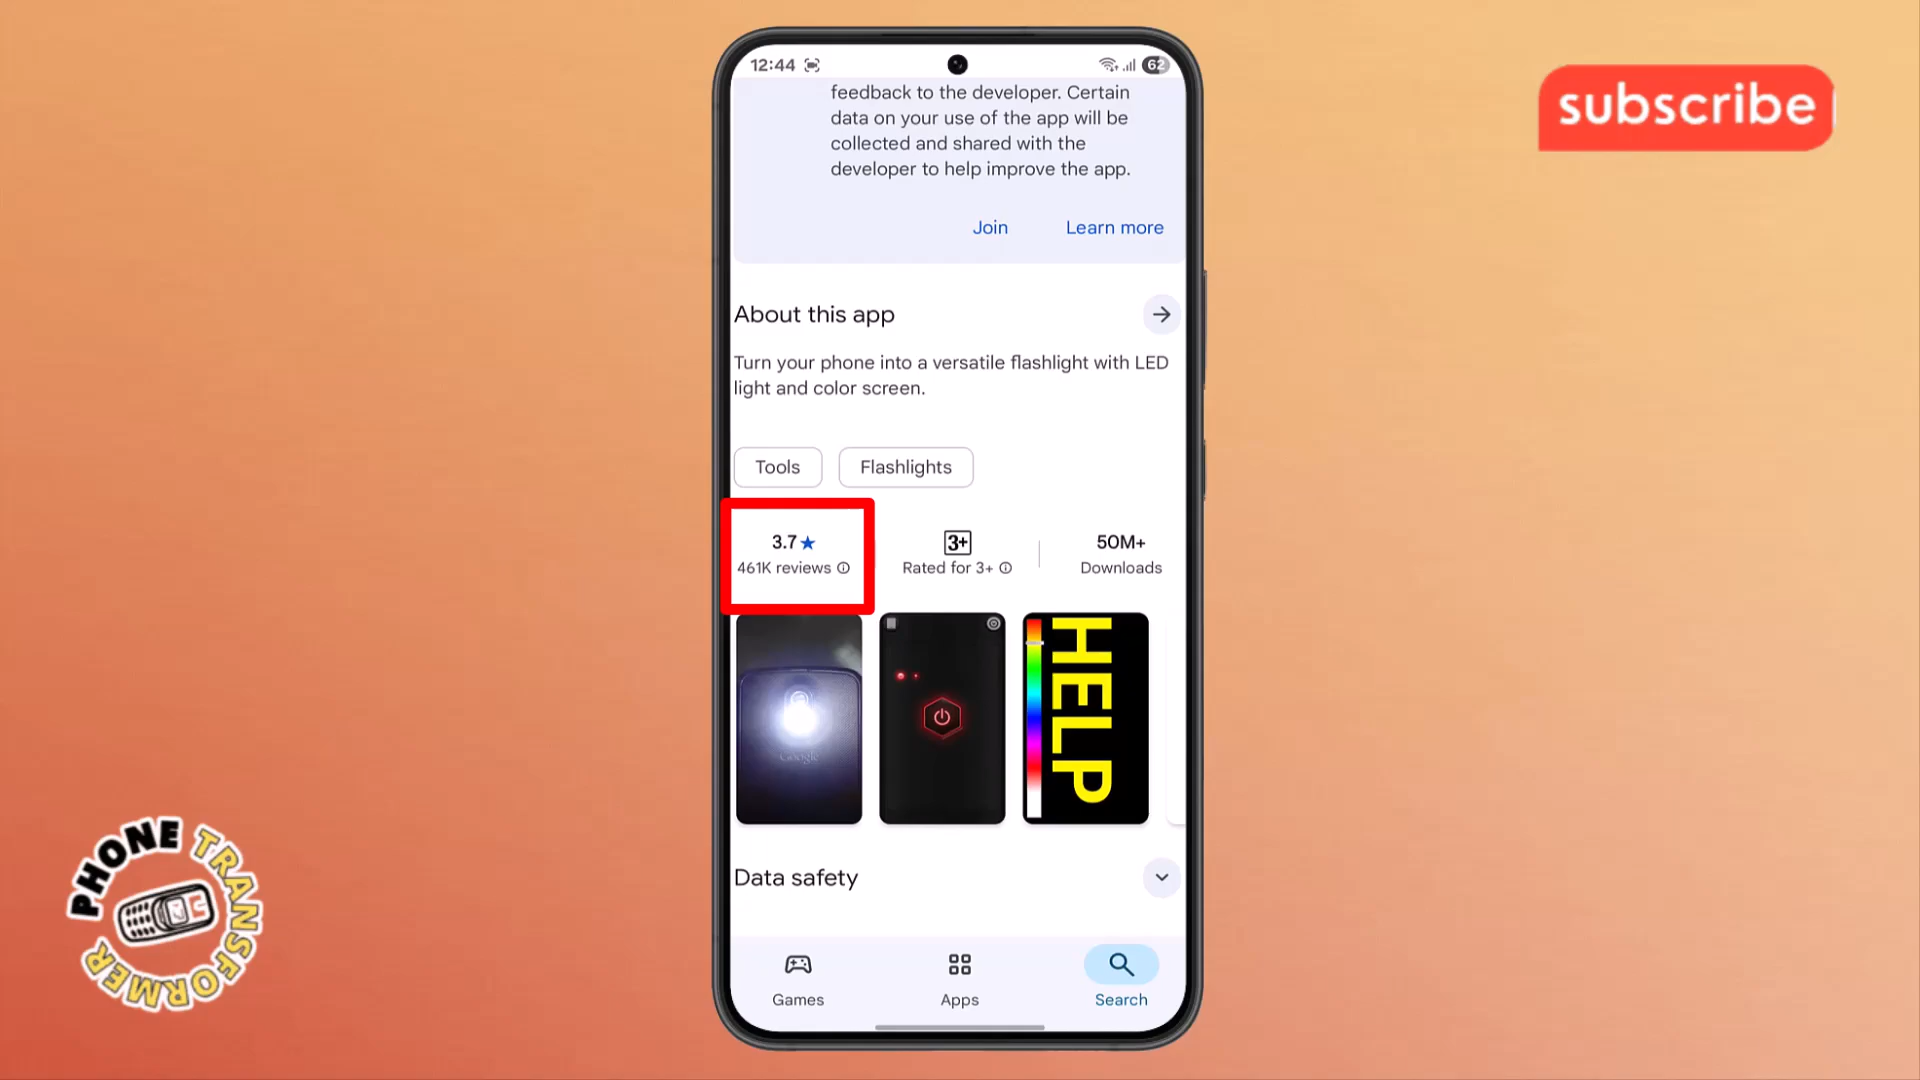 12:44
62
feedback to the developer. Certain
data on your use of the app will be
collected and shared with the
developer to help improve the app.
Join Learn more
subscribe
About this app
Turn your phone into a versatile flashlight with LED
light and color screen.
Tools Flashlights
3.7★ 3+ 50M+
461K reviews Rated for 3+ Downloads
Google
HELP
Data safety
Games Apps Search
PHONE TRANSFORMER